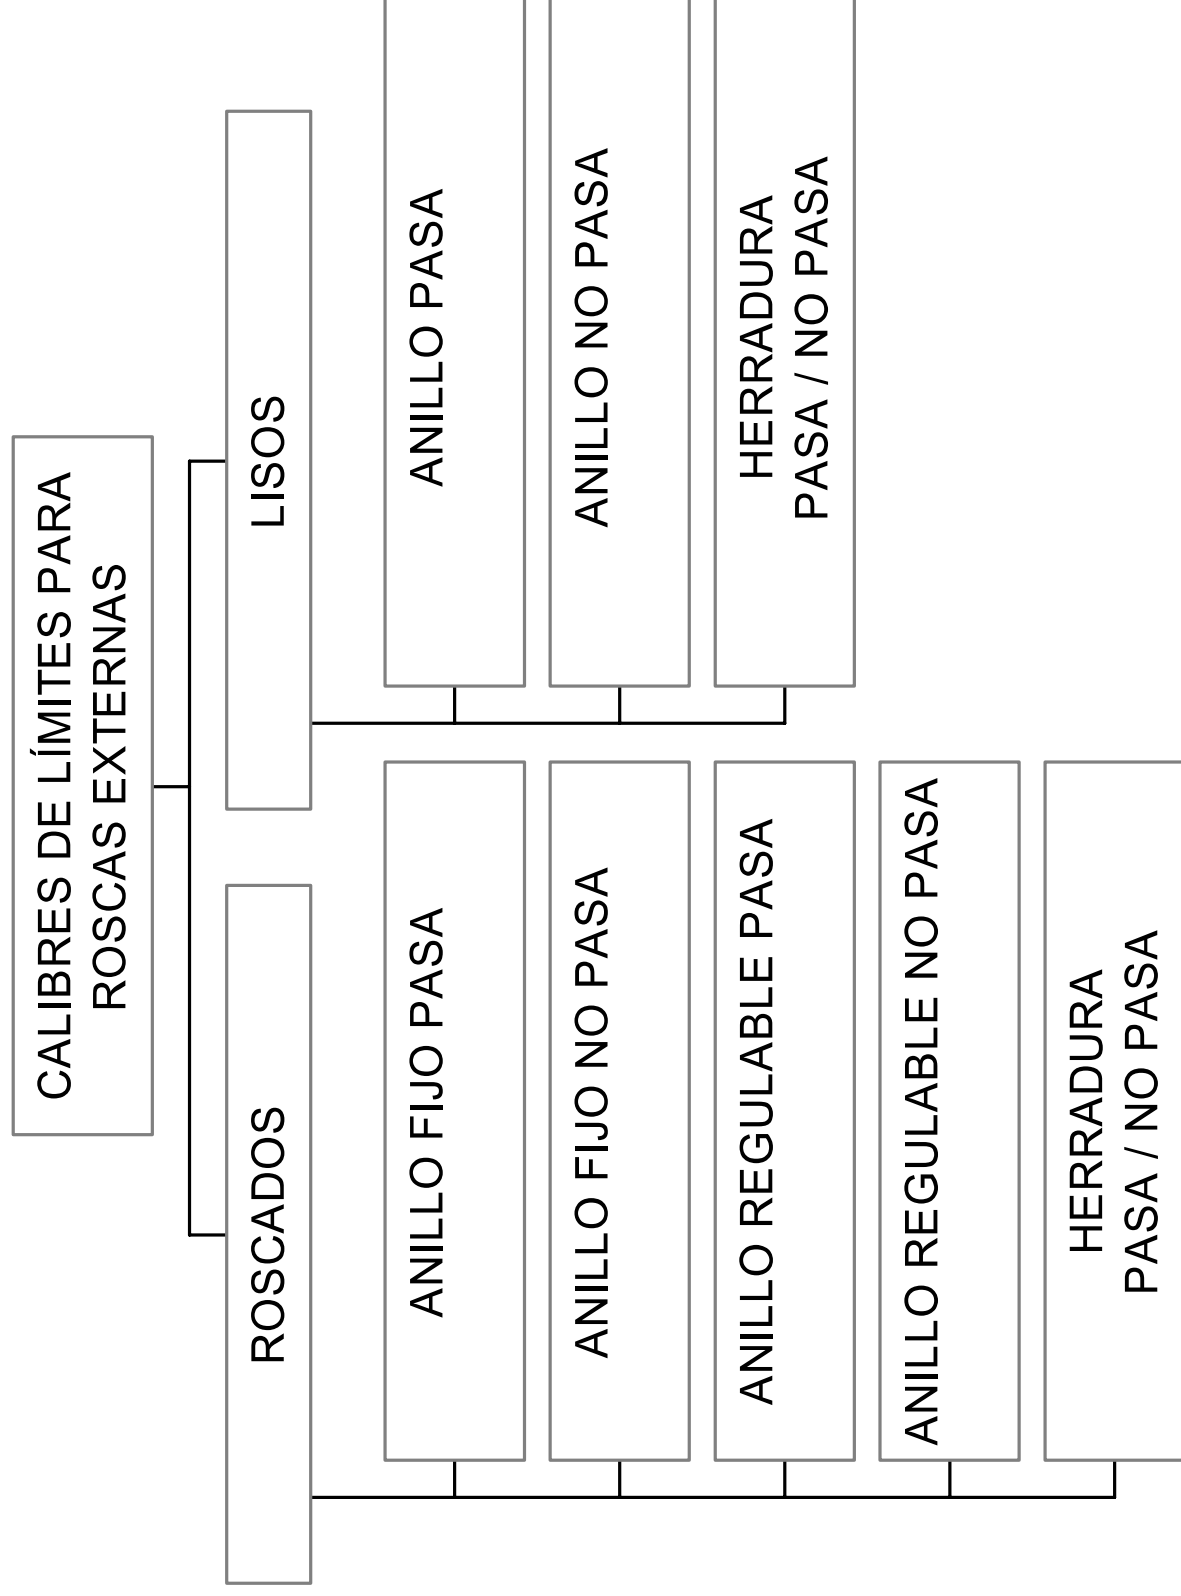 CALIBRES DE LÍMITES PARA
ROSCAS EXTERNAS
ROSCADOS
ANILLO FIJO PASA
ANILLO FIJO NO PASA
ANILLO REGULABLE PASA
ANILLO REGULABLE NO PASA
HERRADURA
PASA / NO PASA
LISOS
ANILLO PASA
ANILLO NO PASA
HERRADURA
PASA / NO PASA